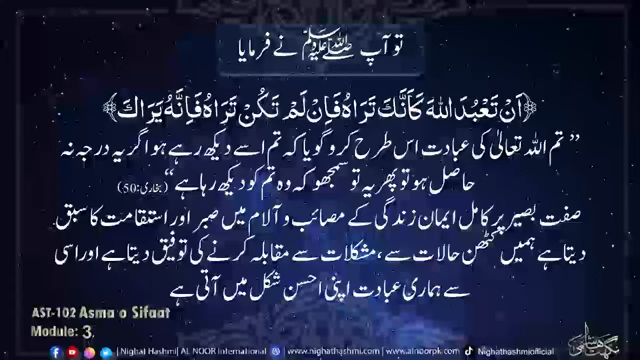 تو آپ ﷺ نے فرمایا
﴿اَنْ تَعْبُدَ اللهَ كَأَنَّكَ تَرَاهُ فَاِنْ لَمْ تَكُنْ تَرَاهُ فَاِنَّهُ يَرَاكَ﴾
”تم اللہ تعالیٰ کی عبادت اس طرح کرو گویا کہ تم اسے دیکھ رہے ہو اگر یہ درجہ نہ
حاصل ہو تو پھر یہ تو سمجھو کہ وہ تم کو دیکھ رہا ہے“ (بخاری:50)
صفت بصیر پر کامل ایمان زندگی کے مصائب و آلام میں صبر اور استقامت کا سبق
دیتا ہے ہمیں کٹھن حالات سے، مشکلات سے مقابلہ کرنے کی توفیق دیتا ہے اور اسی
سے ہماری عبادت اپنی احسن شکل میں آتی ہے
AST-102 Asma o Sifaat
Module: 3
| Nighat Hashmi| AL NOOR International www.nighathashmi.com - www.alnoorpk.com Nighathashmiofficial